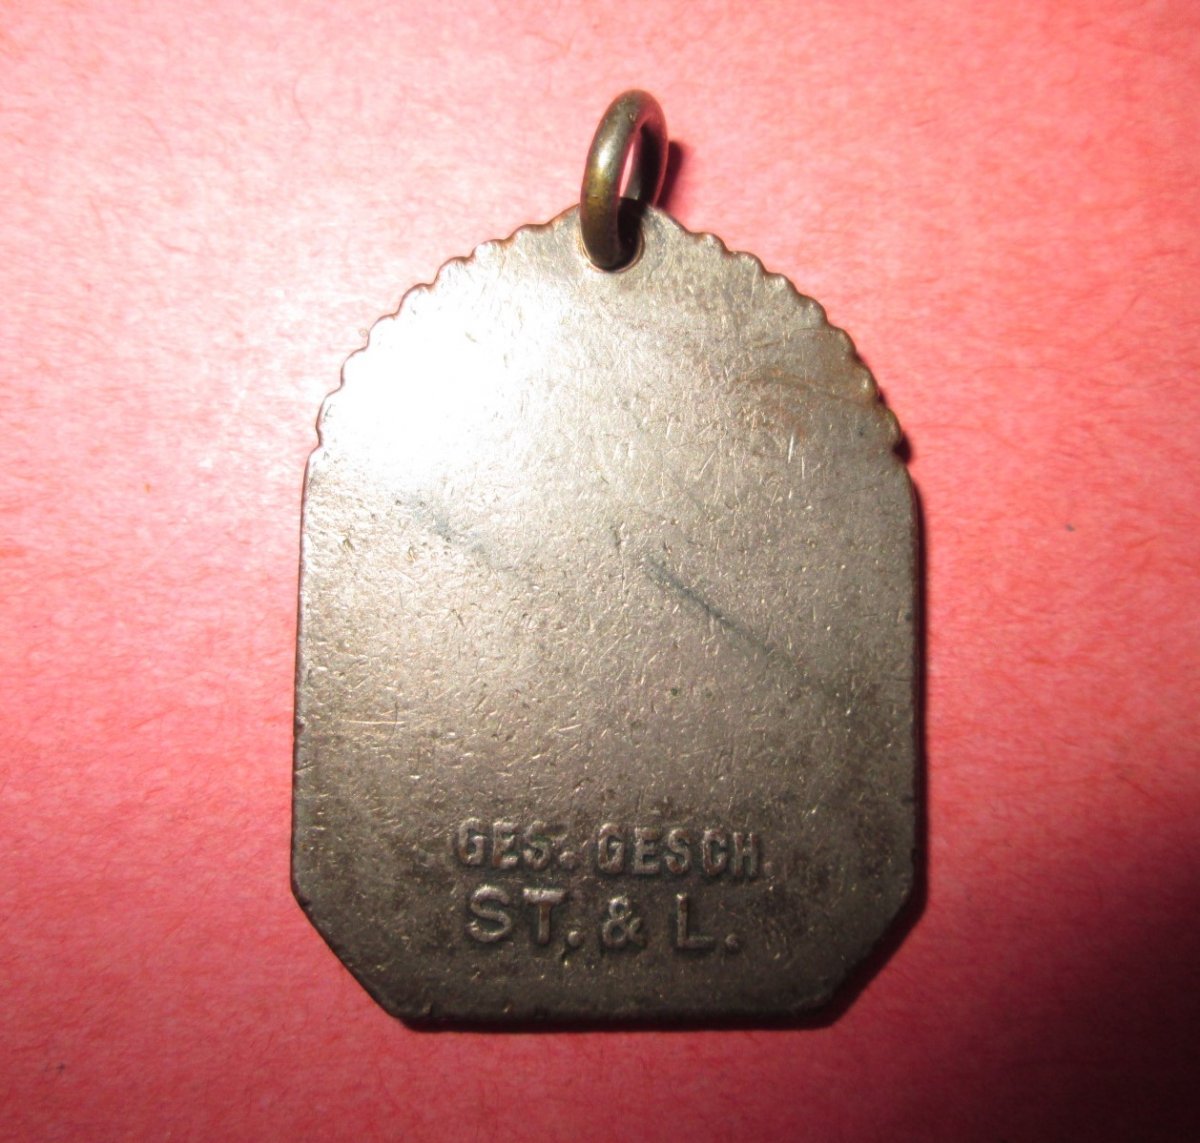 GES. GESCH
ST. & L.